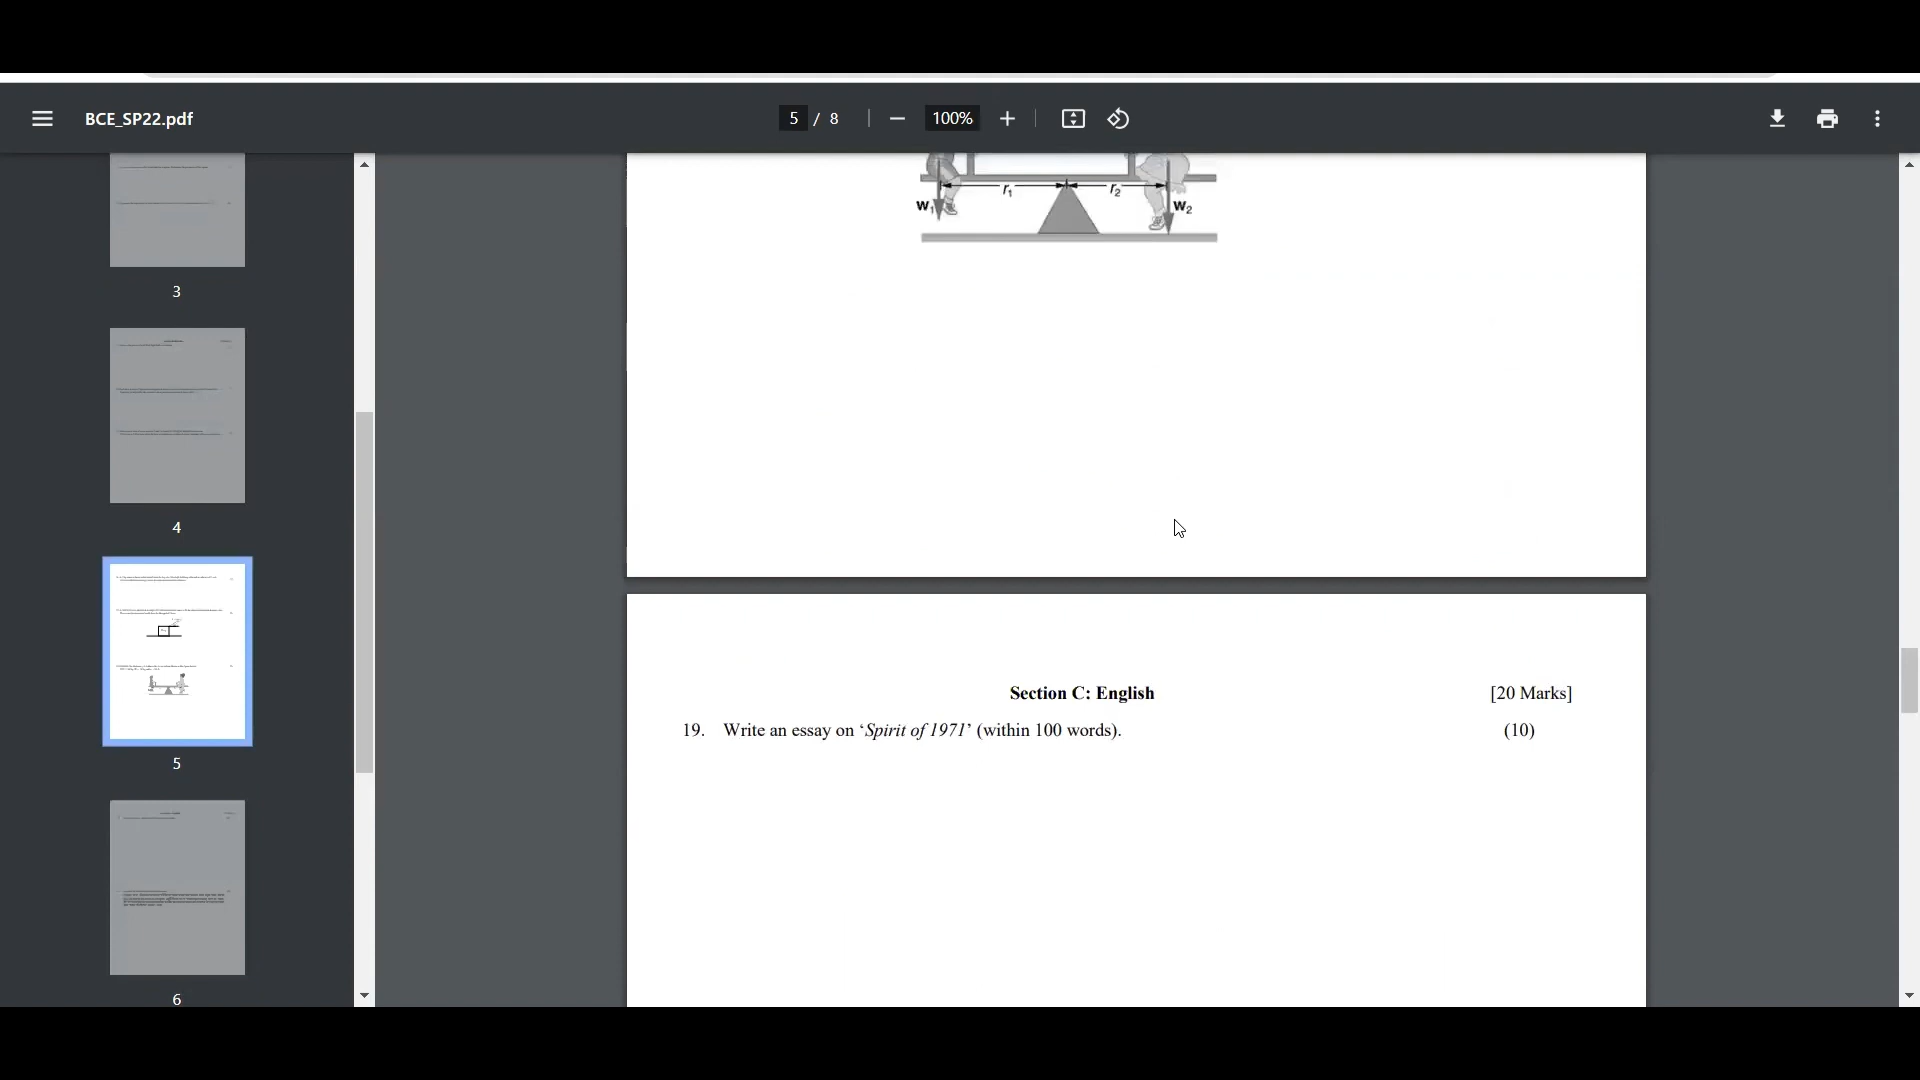 BCE_SP22.pdf
5 / 8
100%
3
4
5
6
r1 r2
w1 w2
Section C: English [20 Marks]
19. Write an essay on ‘Spirit of 1971’ (within 100 words). (10)